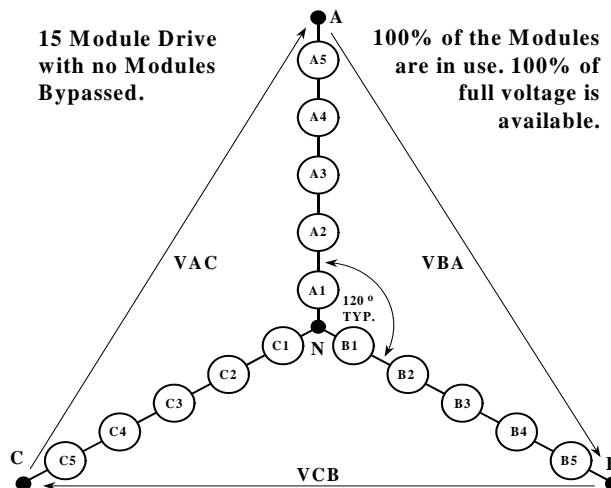 A
15 Module Drive
with no Modules
Bypassed.
100% of the Modules
are in use. 100% of
full voltage is
available.
A5
A4
A3
A2
VAC
VBA
A1
120 o
TYP.
N
C1
B1
C2
B2
C3
B3
C4
B4
C
C5
B5
VCB